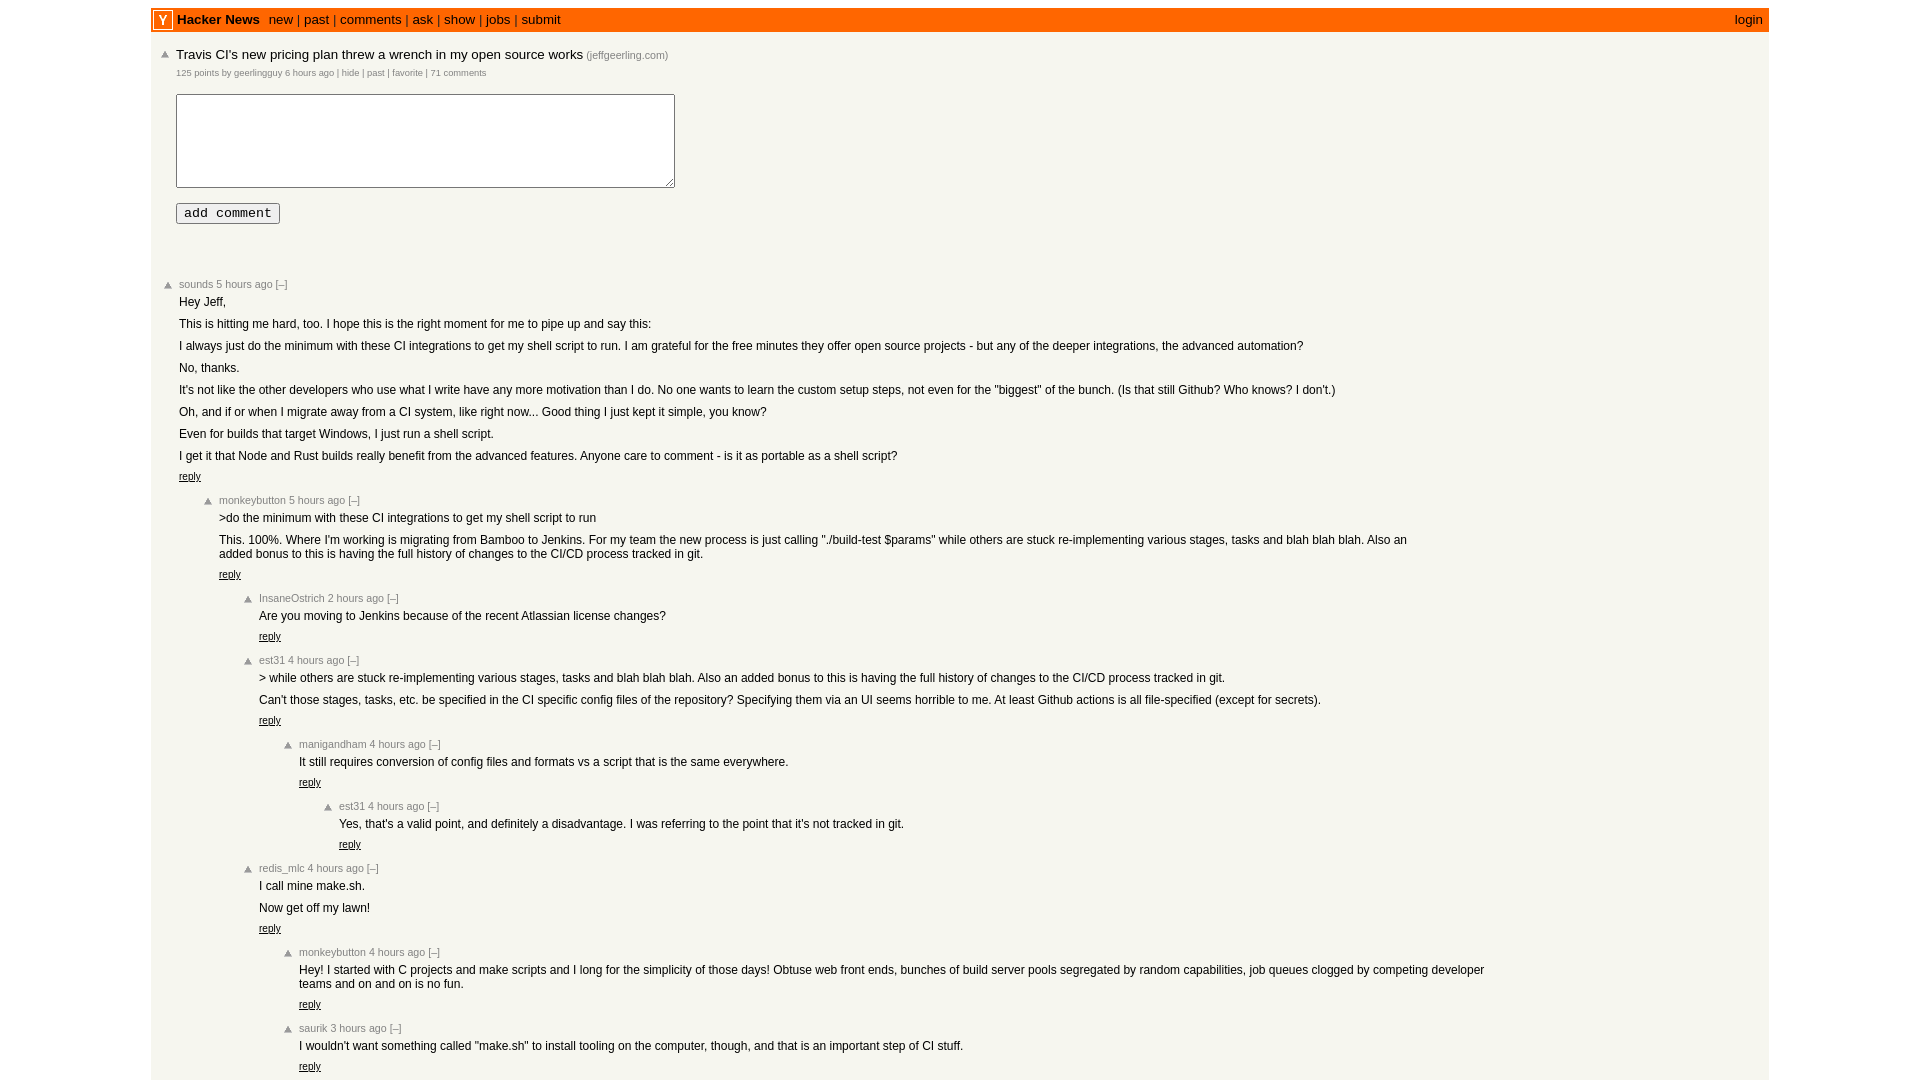 Y Hacker News new | past | comments | ask | show | jobs | submit login
Travis CI's new pricing plan threw a wrench in my open source works (jeffgeerling.com)
125 points by geerlingguy 6 hours ago | hide | past | favorite | 71 comments
add comment
sounds 5 hours ago [–]
Hey Jeff,
This is hitting me hard, too. I hope this is the right moment for me to pipe up and say this:
I always just do the minimum with these CI integrations to get my shell script to run. I am grateful for the free minutes they offer open source projects - but any of the deeper integrations, the advanced automation?
No, thanks.
It's not like the other developers who use what I write have any more motivation than I do. No one wants to learn the custom setup steps, not even for the "biggest" of the bunch. (Is that still Github? Who knows? I don't.)
Oh, and if or when I migrate away from a CI system, like right now... Good thing I just kept it simple, you know?
Even for builds that target Windows, I just run a shell script.
I get it that Node and Rust builds really benefit from the advanced features. Anyone care to comment - is it as portable as a shell script?
reply
monkeybutton 5 hours ago [–]
>do the minimum with these CI integrations to get my shell script to run
This. 100%. Where I'm working is migrating from Bamboo to Jenkins. For my team the new process is just calling "./build-test $params" while others are stuck re-implementing various stages, tasks and blah blah blah. Also an
added bonus to this is having the full history of changes to the CI/CD process tracked in git.
reply
InsaneOstrich 2 hours ago [–]
Are you moving to Jenkins because of the recent Atlassian license changes?
reply
est31 4 hours ago [–]
> while others are stuck re-implementing various stages, tasks and blah blah blah. Also an added bonus to this is having the full history of changes to the CI/CD process tracked in git.
Can't those stages, tasks, etc. be specified in the CI specific config files of the repository? Specifying them via an UI seems horrible to me. At least Github actions is all file-specified (except for secrets).
reply
manigandham 4 hours ago [–]
It still requires conversion of config files and formats vs a script that is the same everywhere.
reply
est31 4 hours ago [–]
Yes, that's a valid point, and definitely a disadvantage. I was referring to the point that it's not tracked in git.
reply
redis_mlc 4 hours ago [–]
I call mine make.sh.
Now get off my lawn!
reply
monkeybutton 4 hours ago [–]
Hey! I started with C projects and make scripts and I long for the simplicity of those days! Obtuse web front ends, bunches of build server pools segregated by random capabilities, job queues clogged by competing developer
teams and on and on is no fun.
reply
saurik 3 hours ago [–]
I wouldn't want something called "make.sh" to install tooling on the computer, though, and that is an important step of CI stuff.
reply